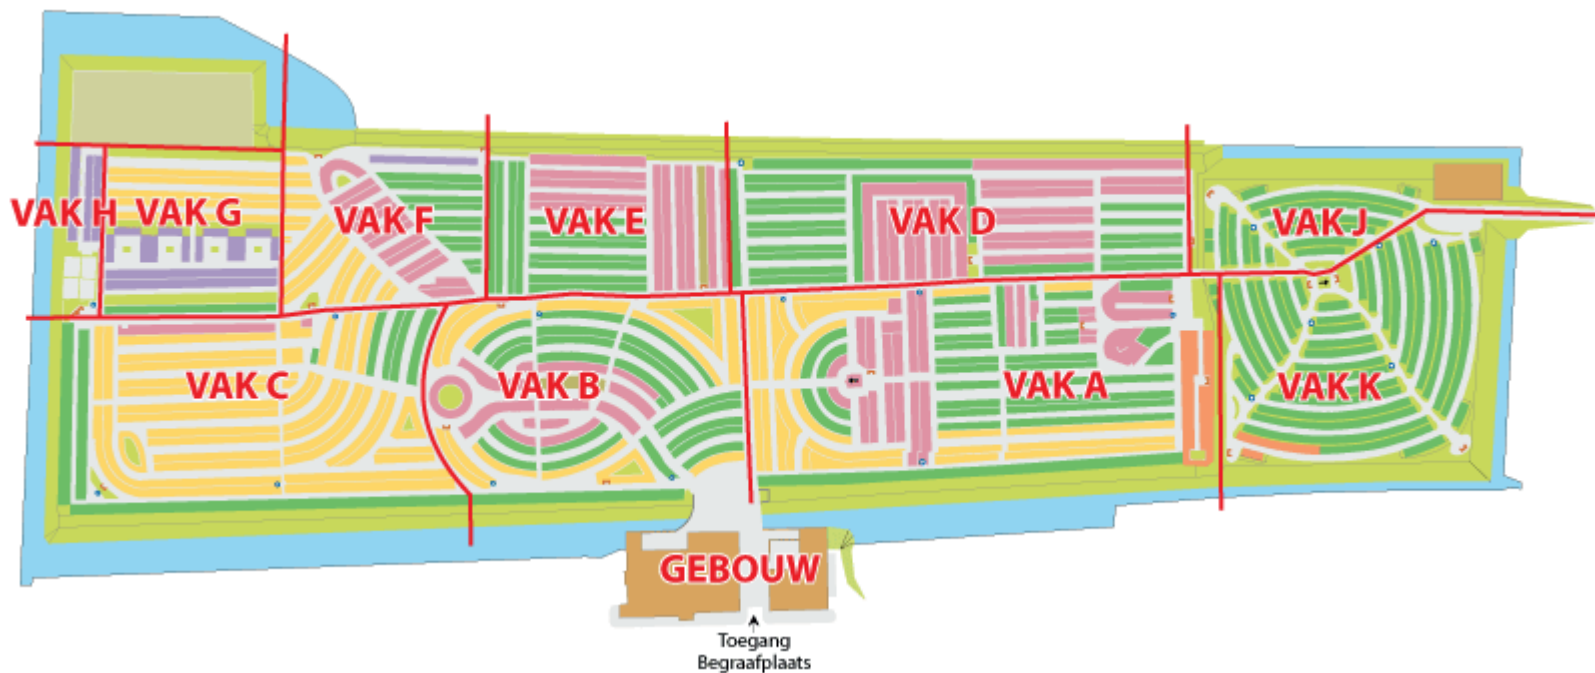 VAK H
VAK G
VAK F
VAK E
VAK D
VAK J
VAK C
VAK B
VAK A
VAK K
GEBOUW
Toegang
Begraafplaats